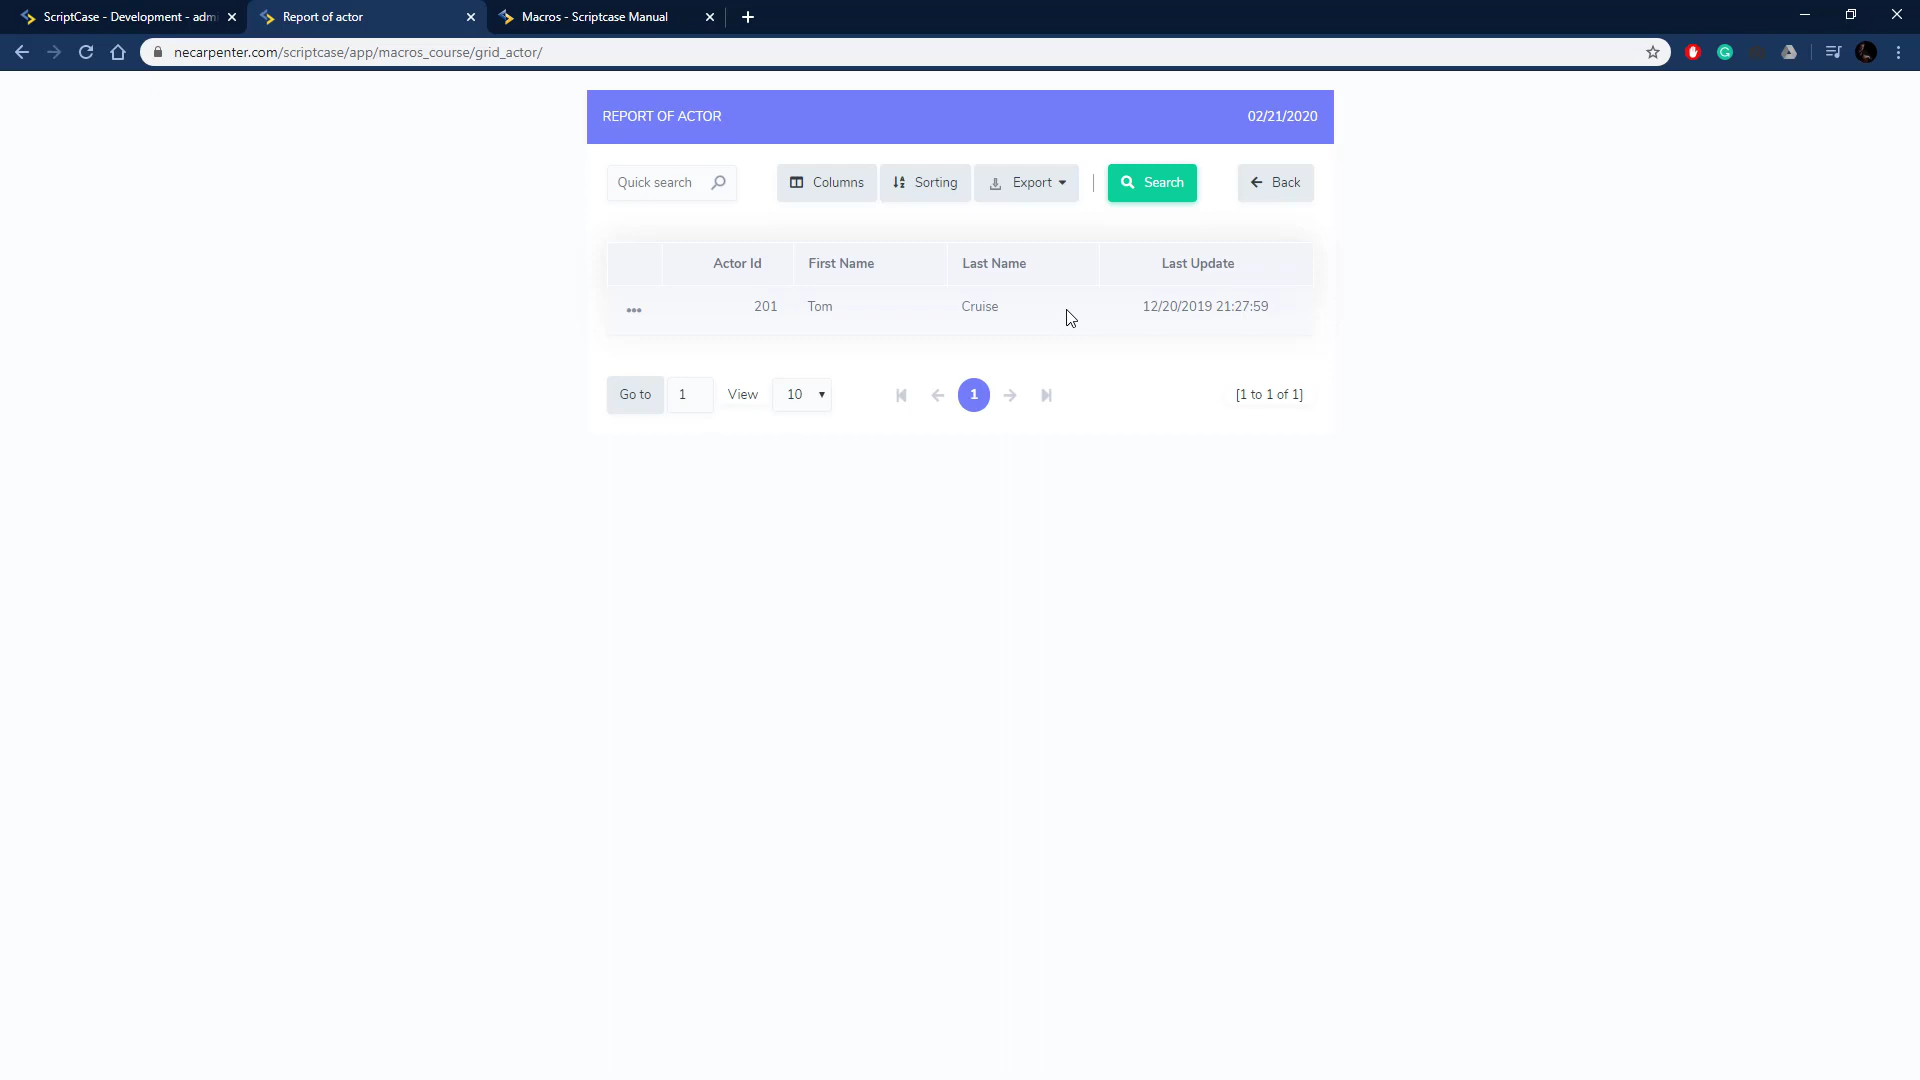 ScriptCase - Development - admi
Report of actor
Macros - Scriptcase Manual
necarpenter.com/scriptcase/app/macros_course/grid_actor/
REPORT OF ACTOR 02/21/2020
Quick search Columns Sorting Export Search Back
Actor Id First Name Last Name Last Update
201 Tom Cruise 12/20/2019 21:27:59
Go to 1 View 10 1 [1 to 1 of 1]